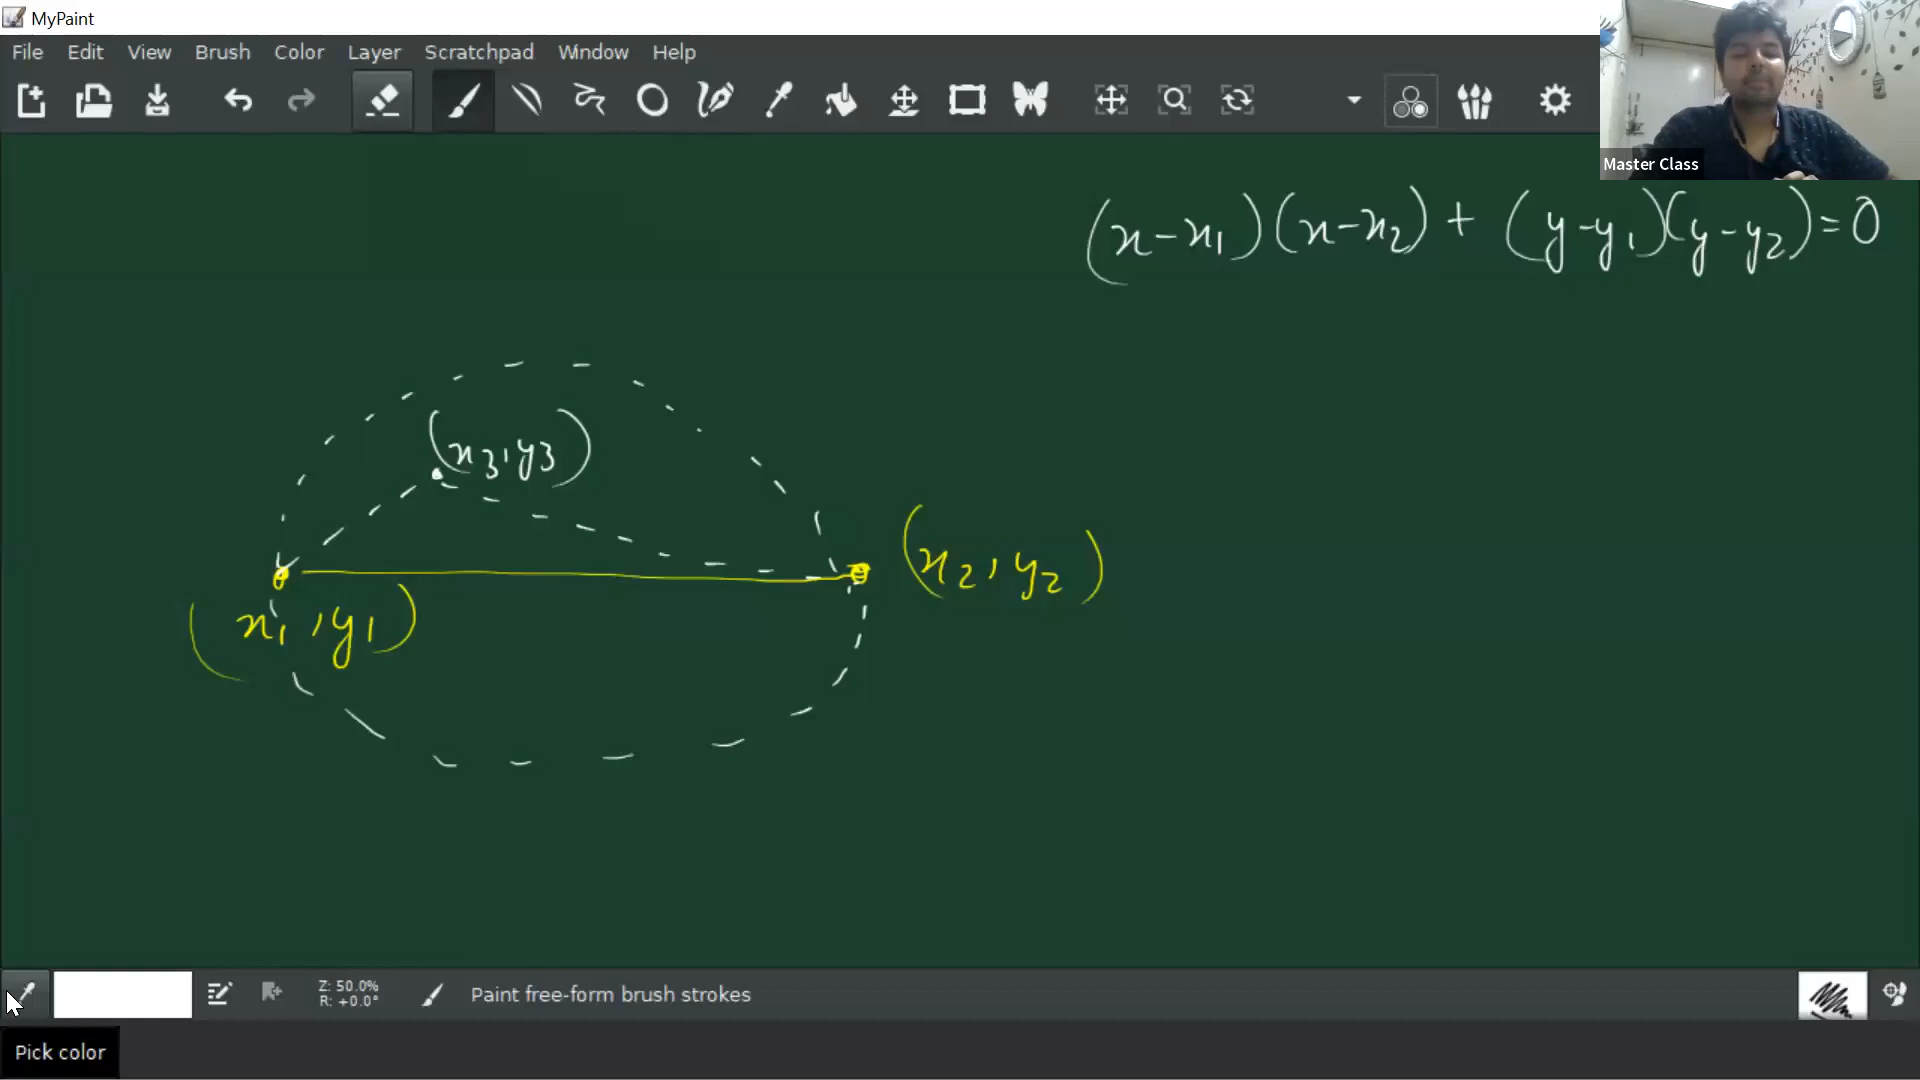 MyPaint
File Edit View Brush Color Layer Scratchpad Window Help
Master Class
(x-x₁)(x-x₂) + (y-y₁)(y-y₂) = 0
(x₃,y₃)
(x₂, y₂)
(x₁, y₁)
Z: 50.0%
R: +0.0°
Paint free-form brush strokes
Pick color